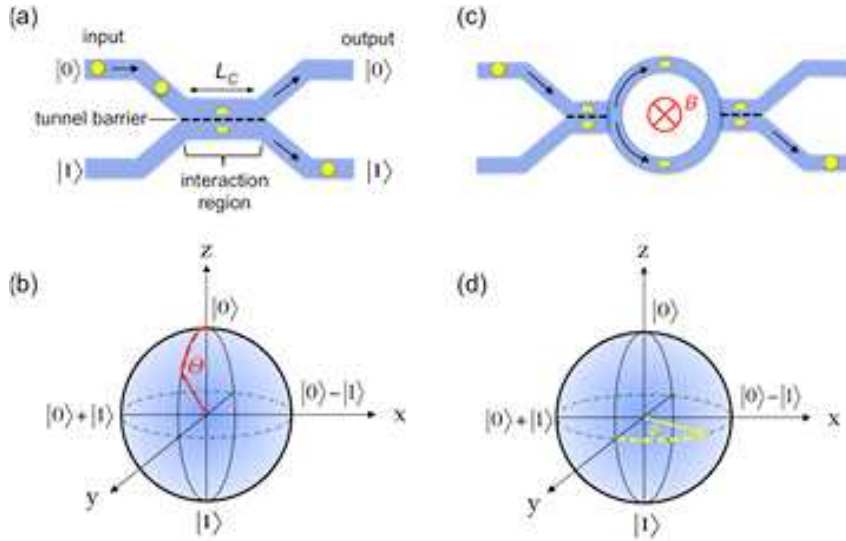 (a)
input
output
|0⟩
L_C
|0⟩
tunnel barrier
|1⟩
interaction
region
|1⟩
(c)
B
(b)
z
|0⟩
Θ
|0⟩+|1⟩
|0⟩−|1⟩
x
y
|1⟩
(d)
z
|0⟩
|0⟩+|1⟩
|0⟩−|1⟩
x
y
|1⟩